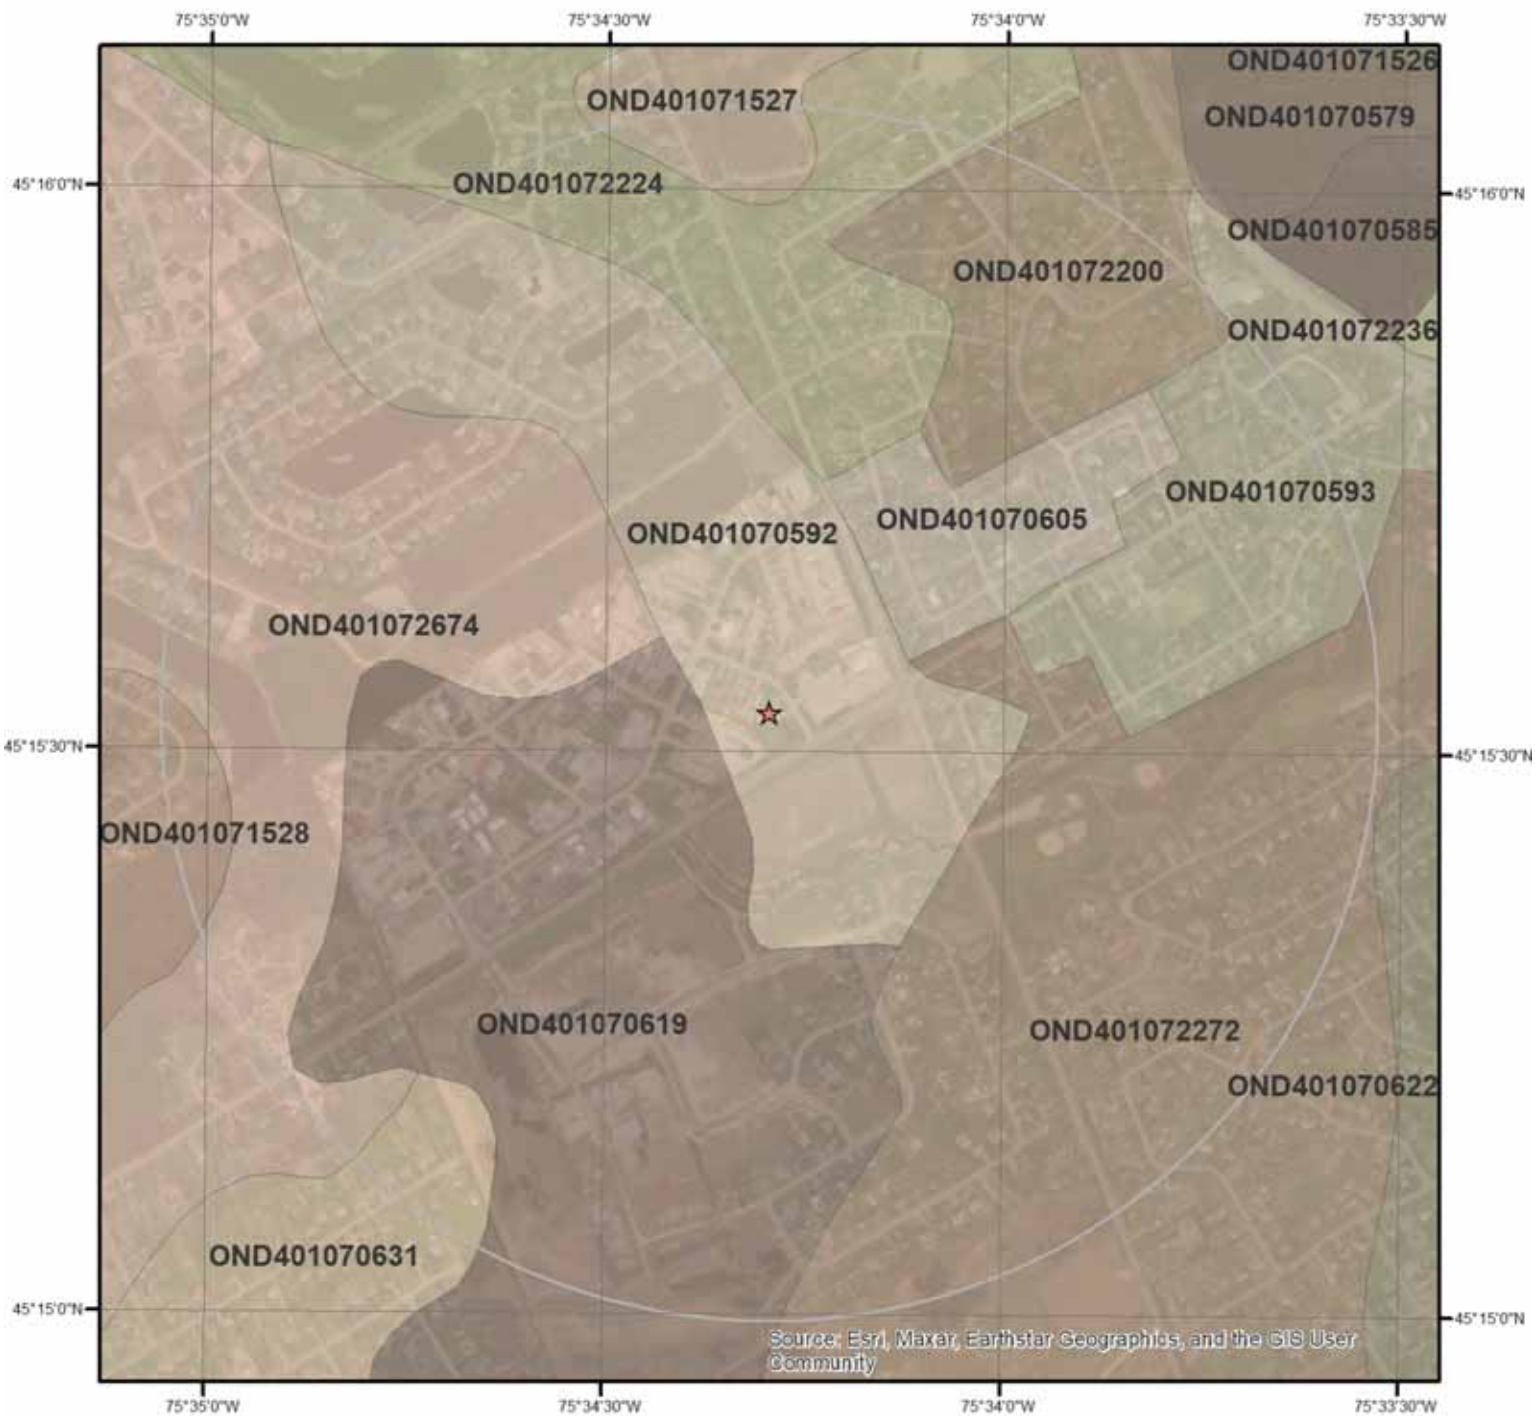 75°35'0"W
75°34'30"W
75°34'0"W
75°33'30"W
OND401071526
OND401071527
OND401070579
45°16'0"N
OND401072224
45°16'0"N
OND401070585
OND401072200
OND401072236
OND401070593
OND401070605
OND401070592
OND401072674
45°15'30"N
45°15'30"N
OND401071528
OND401070619
OND401072272
OND401070622
OND401070631
45°15'0"N
45°15'0"N
Source: Esri, Maxar, Earthstar Geographics, and the GIS User
Community
75°35'0"W
75°34'30"W
75°34'0"W
75°33'30"W